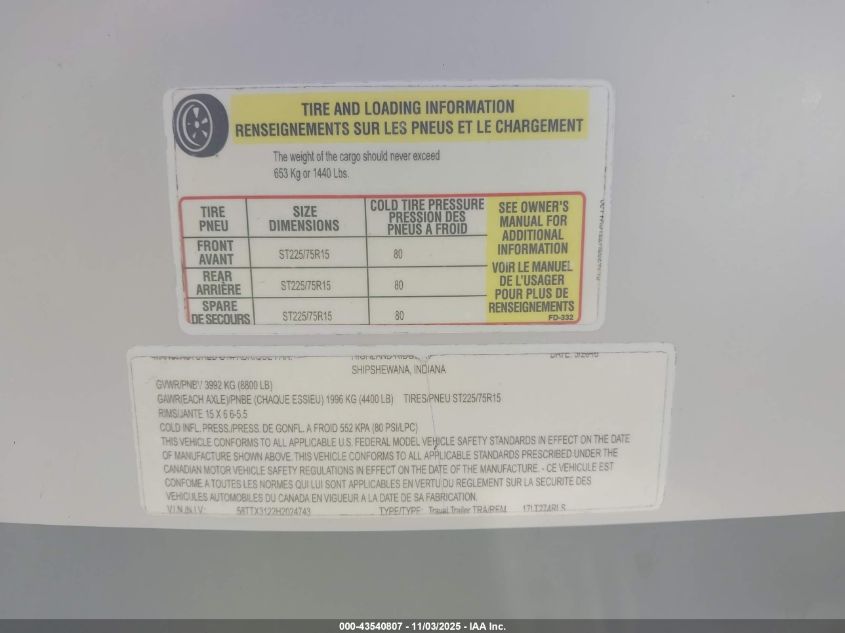 TIRE AND LOADING INFORMATION
RENSEIGNEMENTS SUR LES PNEUS ET LE CHARGEMENT
The weight of the cargo should never exceed
653 Kg or 1440 Lbs.
TIRE
PNEU
SIZE
DIMENSIONS
COLD TIRE PRESSURE
PRESSION DES
PNEUS A FROID
FRONT
AVANT
ST225/75R15
80
REAR
ARRIÈRE
ST225/75R15
80
SPARE
DE SECOURS
ST225/75R15
80
SEE OWNER'S
MANUAL FOR
ADDITIONAL
INFORMATION
VOIR LE MANUEL
DE L'USAGER
POUR PLUS DE
RENSEIGNEMENTS
FD-332
SHIPSHEWANA, INDIANA
GVWR/PNBV 3992 KG (8800 LB)
GAWR(EACH AXLE)/PNBE (CHAQUE ESSIEU) 1996 KG (4400 LB) TIRES/PNEU ST225/75R15
RIMS/JANTE 15 X 6 6-5.5
COLD INFL. PRESS./PRESS. DE GONFL. A FROID 552 KPA (80 PSI/LPC)
THIS VEHICLE CONFORMS TO ALL APPLICABLE U.S. FEDERAL MODEL VEHICLE SAFETY STANDARDS IN EFFECT ON THE DATE
OF MANUFACTURE SHOWN ABOVE. THIS VEHICLE CONFORMS TO ALL APPLICABLE STANDARDS PRESCRIBED UNDER THE
CANADIAN MOTOR VEHICLE SAFETY REGULATIONS IN EFFECT ON THE DATE OF THE MANUFACTURE. - CE VEHICULE EST
CONFOME A TOUTES LES NORMES QUI LUI SONT APPLICABLES EN VERTU DU REGLEMENT SUR LA SECURITE DES
VEHICULES AUTOMOBILES DU CANADA EN VIGUEUR A LA DATE DE SA FABRICATION.
V.I.N./N.I.V.: 58TTX3122H2024743 TYPE/TYPE: Travel Trailer TRA/REM 17LT274RLS
000-43540807 - 11/03/2025 - IAA Inc.